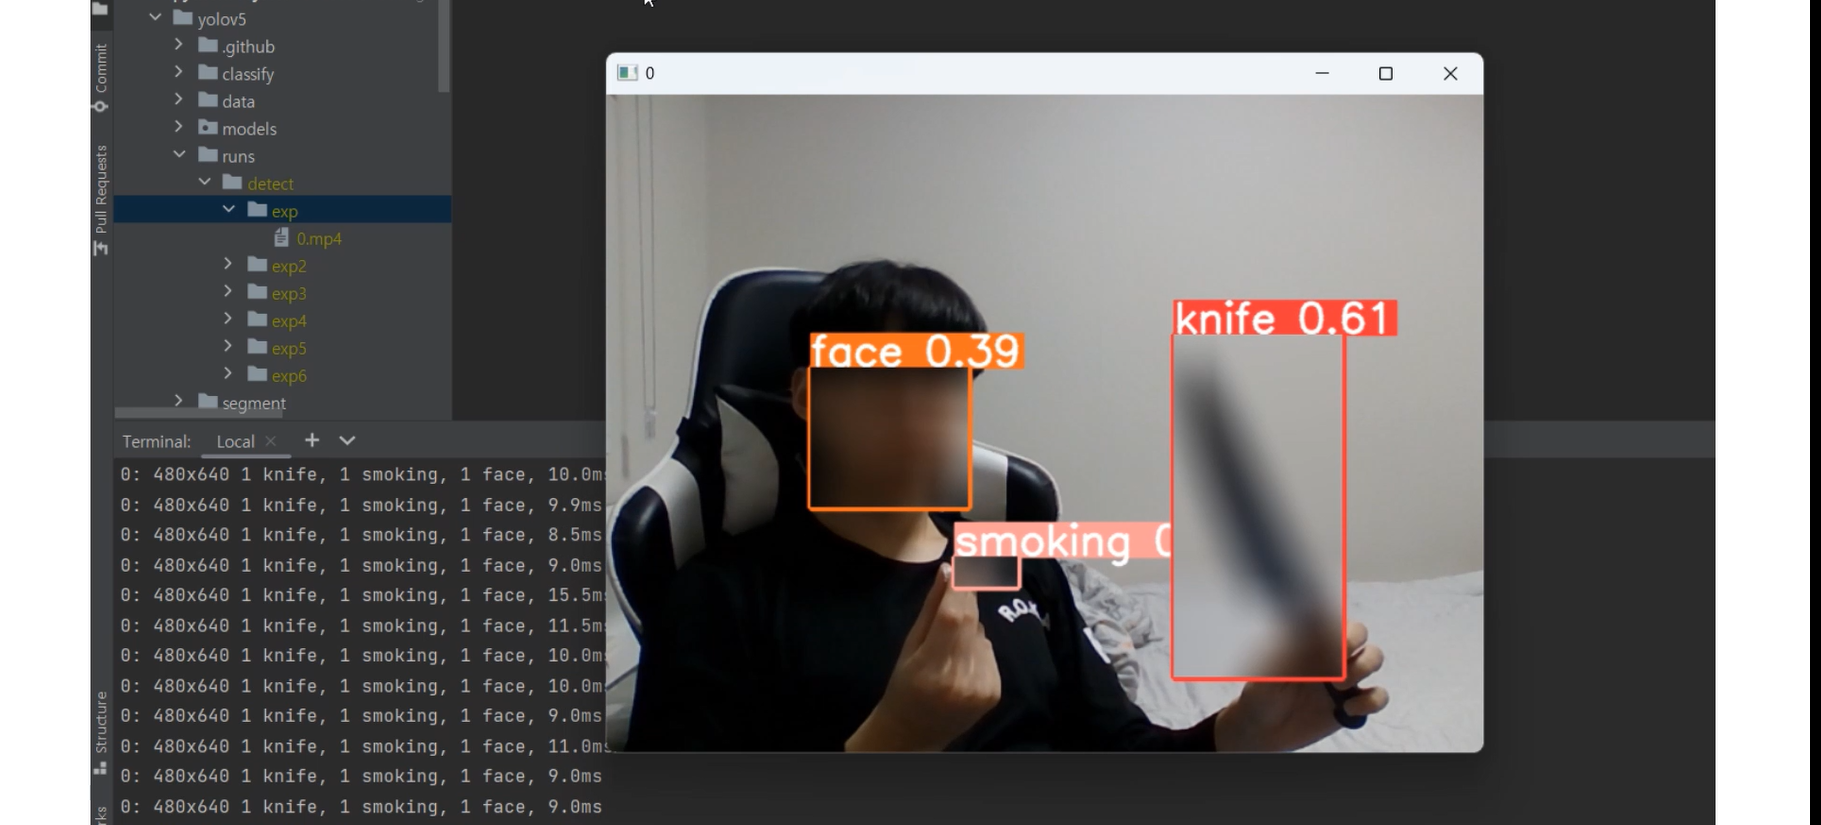 yolov5
.github
classify
data
models
runs
detect
exp
0.mp4
exp2
exp3
exp4
exp5
exp6
segment
Commit
Pull Requests
Structure
0
face 0.39
knife 0.61
smoking 0
Terminal: Local
0: 480x640 1 knife, 1 smoking, 1 face, 10.0m
0: 480x640 1 knife, 1 smoking, 1 face, 9.9ms
0: 480x640 1 knife, 1 smoking, 1 face, 8.5ms
0: 480x640 1 knife, 1 smoking, 1 face, 9.0ms
0: 480x640 1 knife, 1 smoking, 1 face, 15.5m
0: 480x640 1 knife, 1 smoking, 1 face, 11.5m
0: 480x640 1 knife, 1 smoking, 1 face, 10.0m
0: 480x640 1 knife, 1 smoking, 1 face, 10.0m
0: 480x640 1 knife, 1 smoking, 1 face, 9.0ms
0: 480x640 1 knife, 1 smoking, 1 face, 11.0ms
0: 480x640 1 knife, 1 smoking, 1 face, 9.0ms
0: 480x640 1 knife, 1 smoking, 1 face, 9.0ms